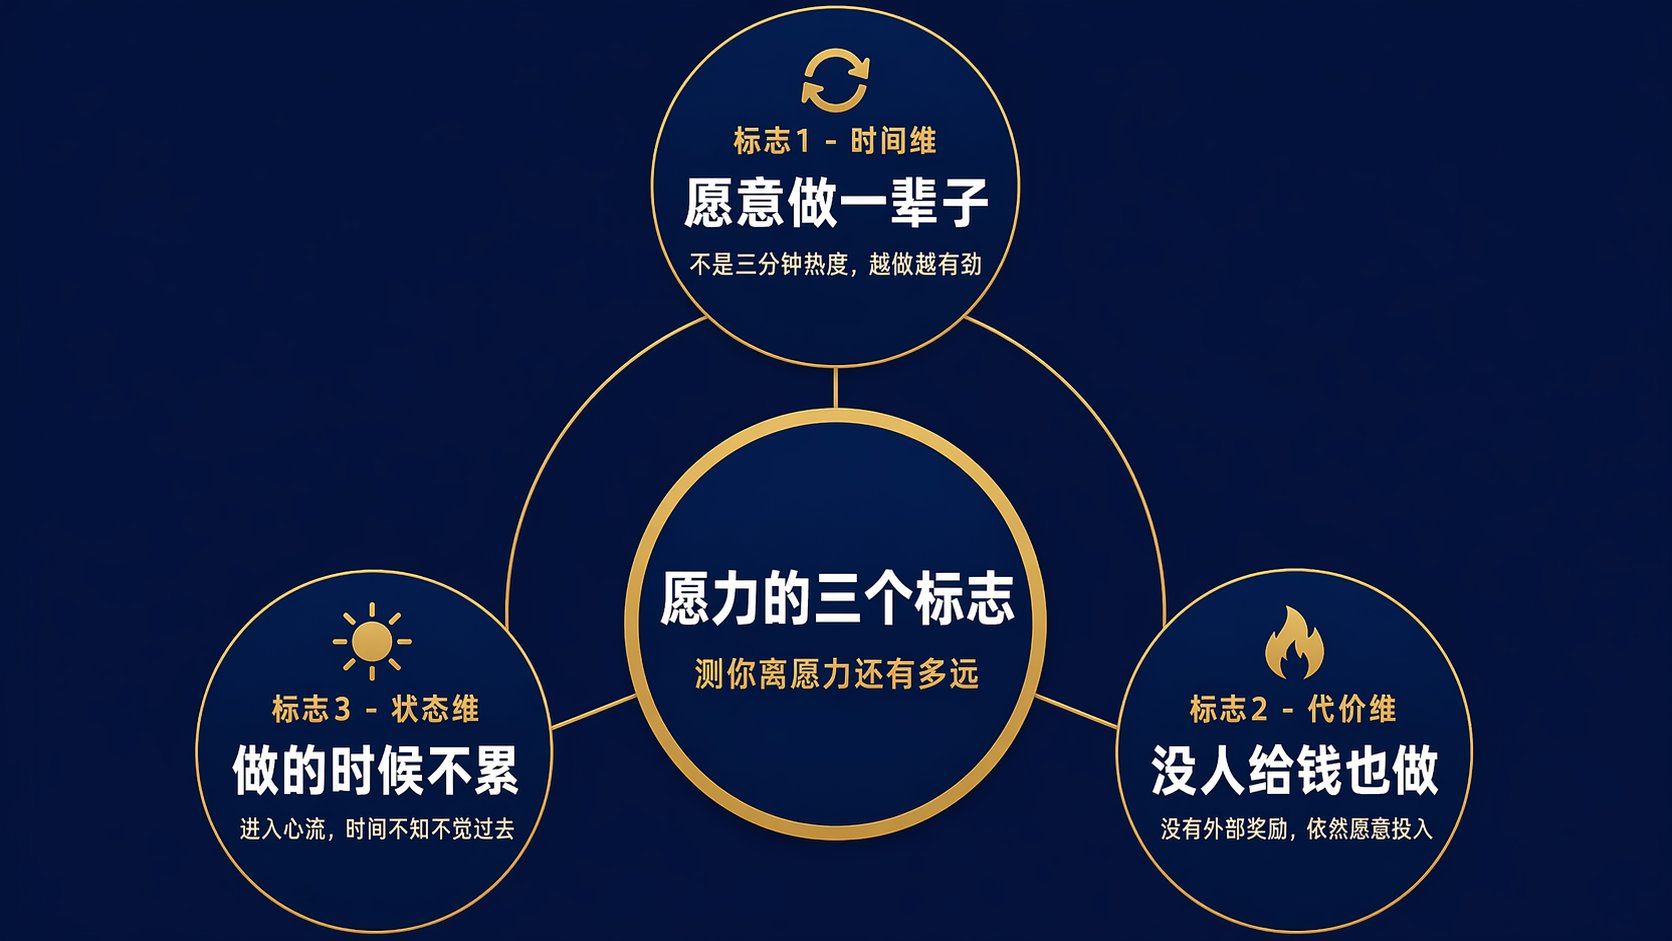 标志1 - 时间维
愿意做一辈子
不是三分钟热度，越做越有劲
愿力的三个标志
测你离愿力还有多远
标志3 - 状态维
做的时候不累
进入心流，时间不知不觉过去
标志2 - 代价维
没人给钱也做
没有外部奖励，依然愿意投入